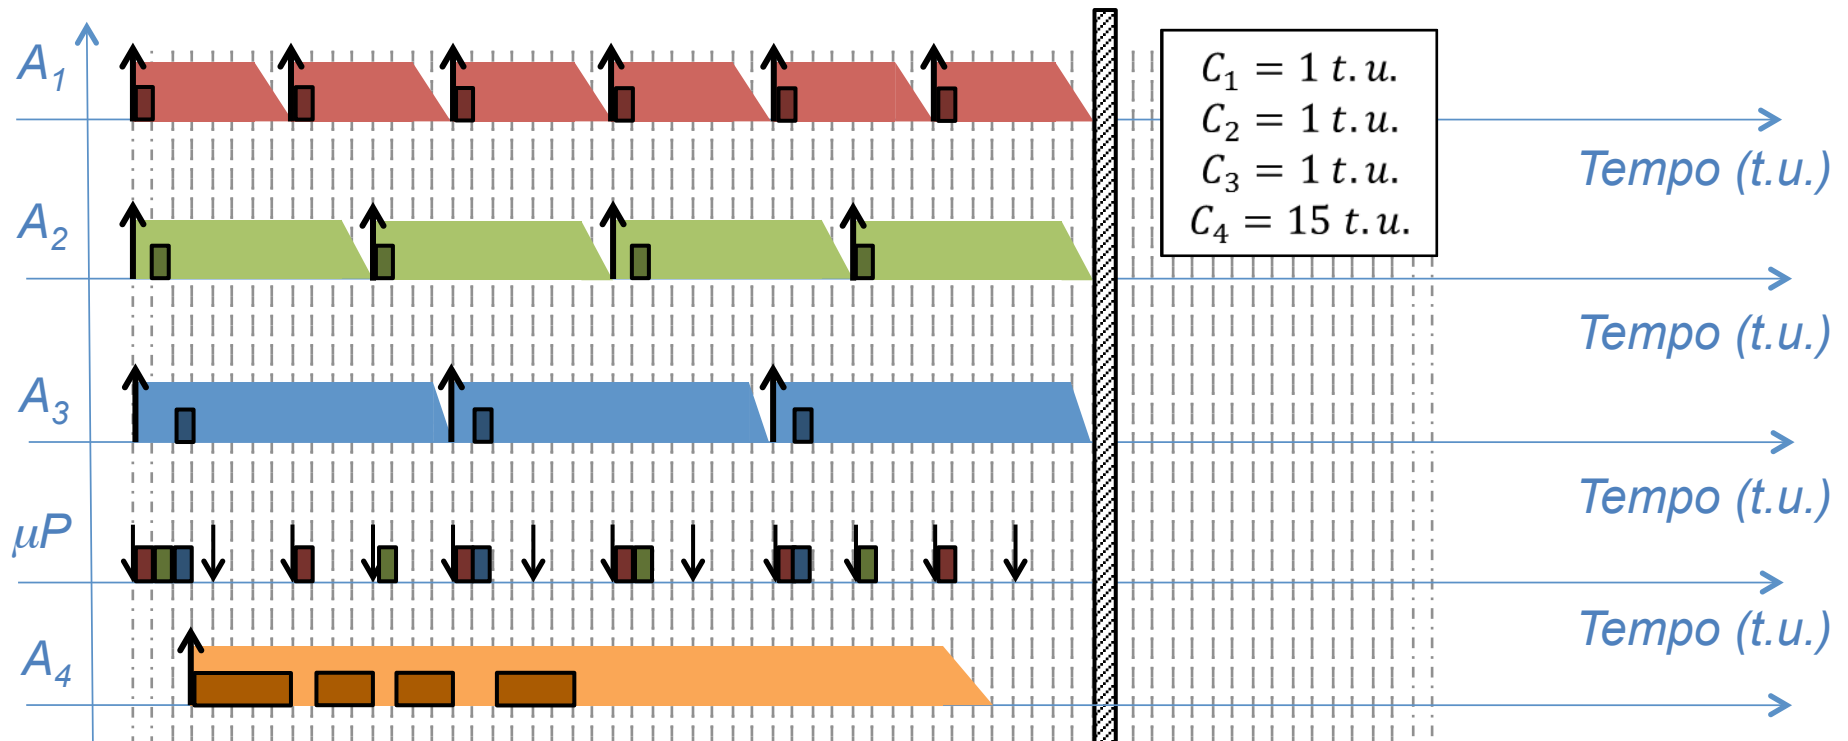 A1
C1 = 1 t.u.
C2 = 1 t.u.
C3 = 1 t.u.
C4 = 15 t.u.
Tempo (t.u.)
A2
Tempo (t.u.)
A3
Tempo (t.u.)
μP
Tempo (t.u.)
A4